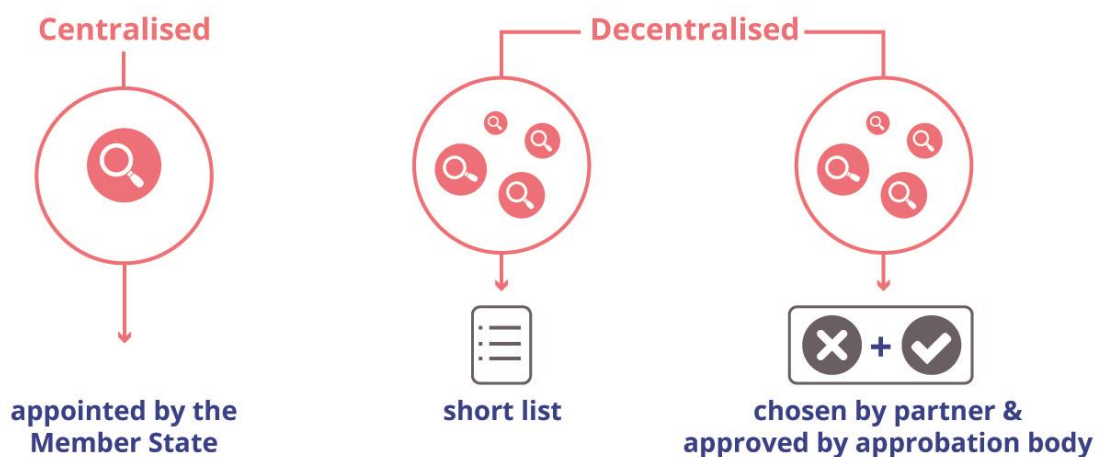 Centralised
Decentralised
appointed by the
Member State
short list
+
chosen by partner &
approved by approbation body